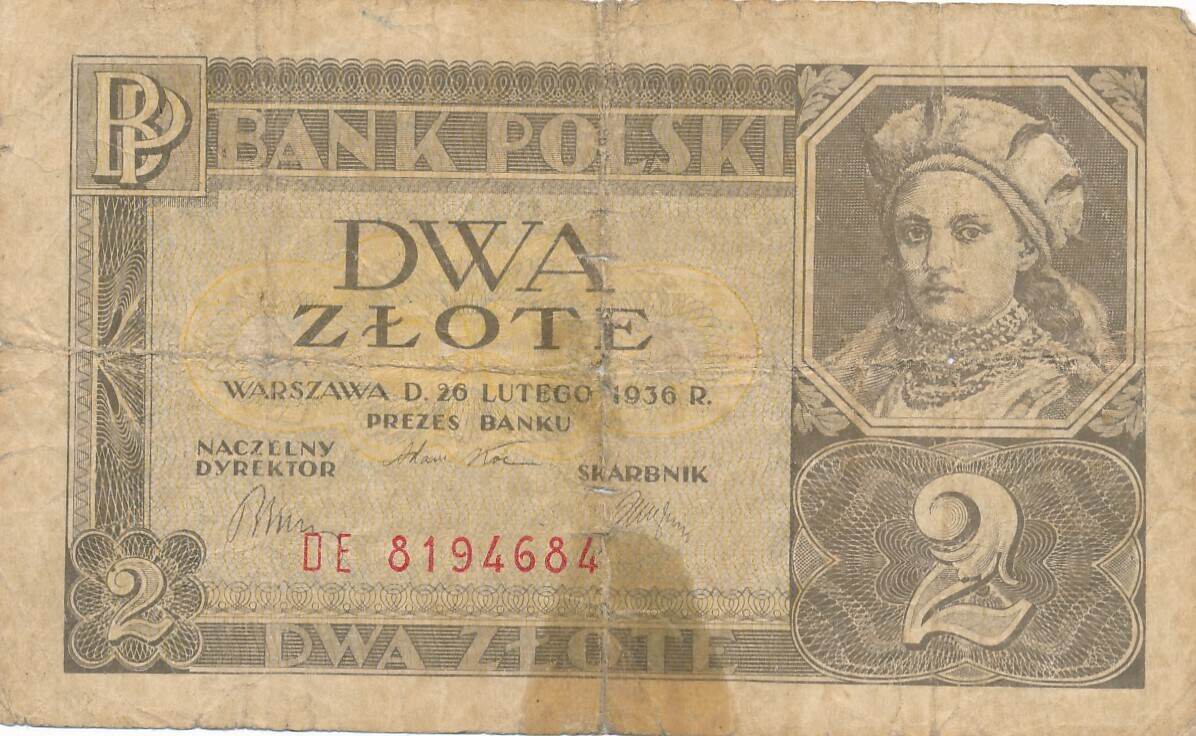 BP
BANK POLSKI
DWA
ZŁOTE
WARSZAWA D. 26 LUTEGO 1936 R.
PREZES BANKU
NACZELNY
DYREKTOR
SKARBNIK
DE 8194684
2
2
DWA ZŁOTE